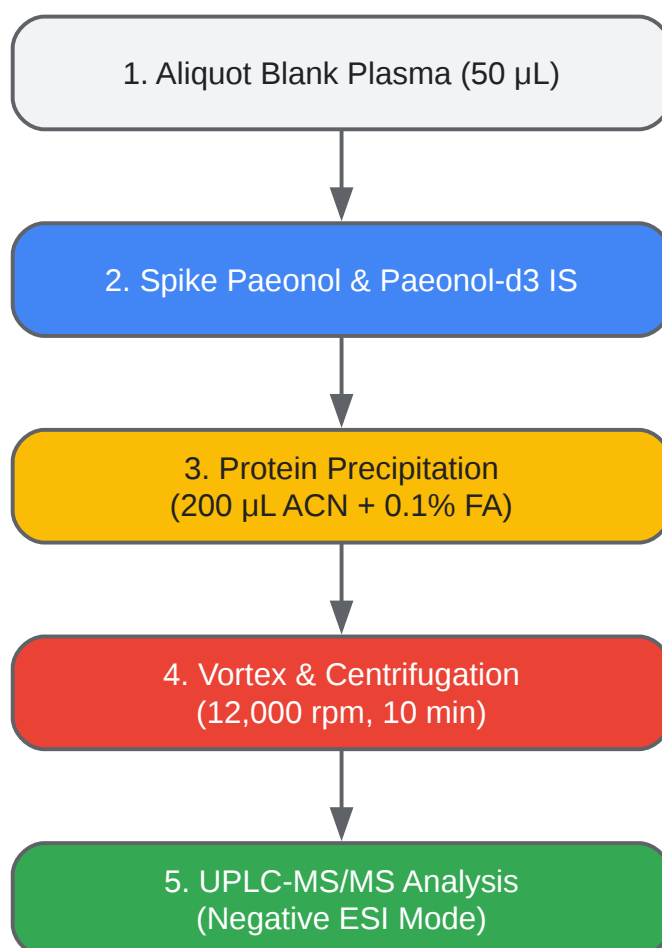 1. Aliquot Blank Plasma (50 μL)
2. Spike Paeonol & Paeonol-d3 IS
3. Protein Precipitation
(200 μL ACN + 0.1% FA)
4. Vortex & Centrifugation
(12,000 rpm, 10 min)
5. UPLC-MS/MS Analysis
(Negative ESI Mode)